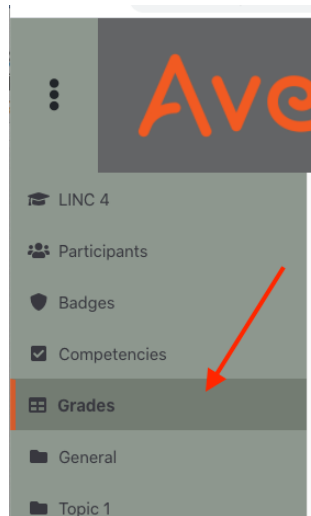 Ave
LINC 4
Participants
Badges
Competencies
Grades
General
Topic 1